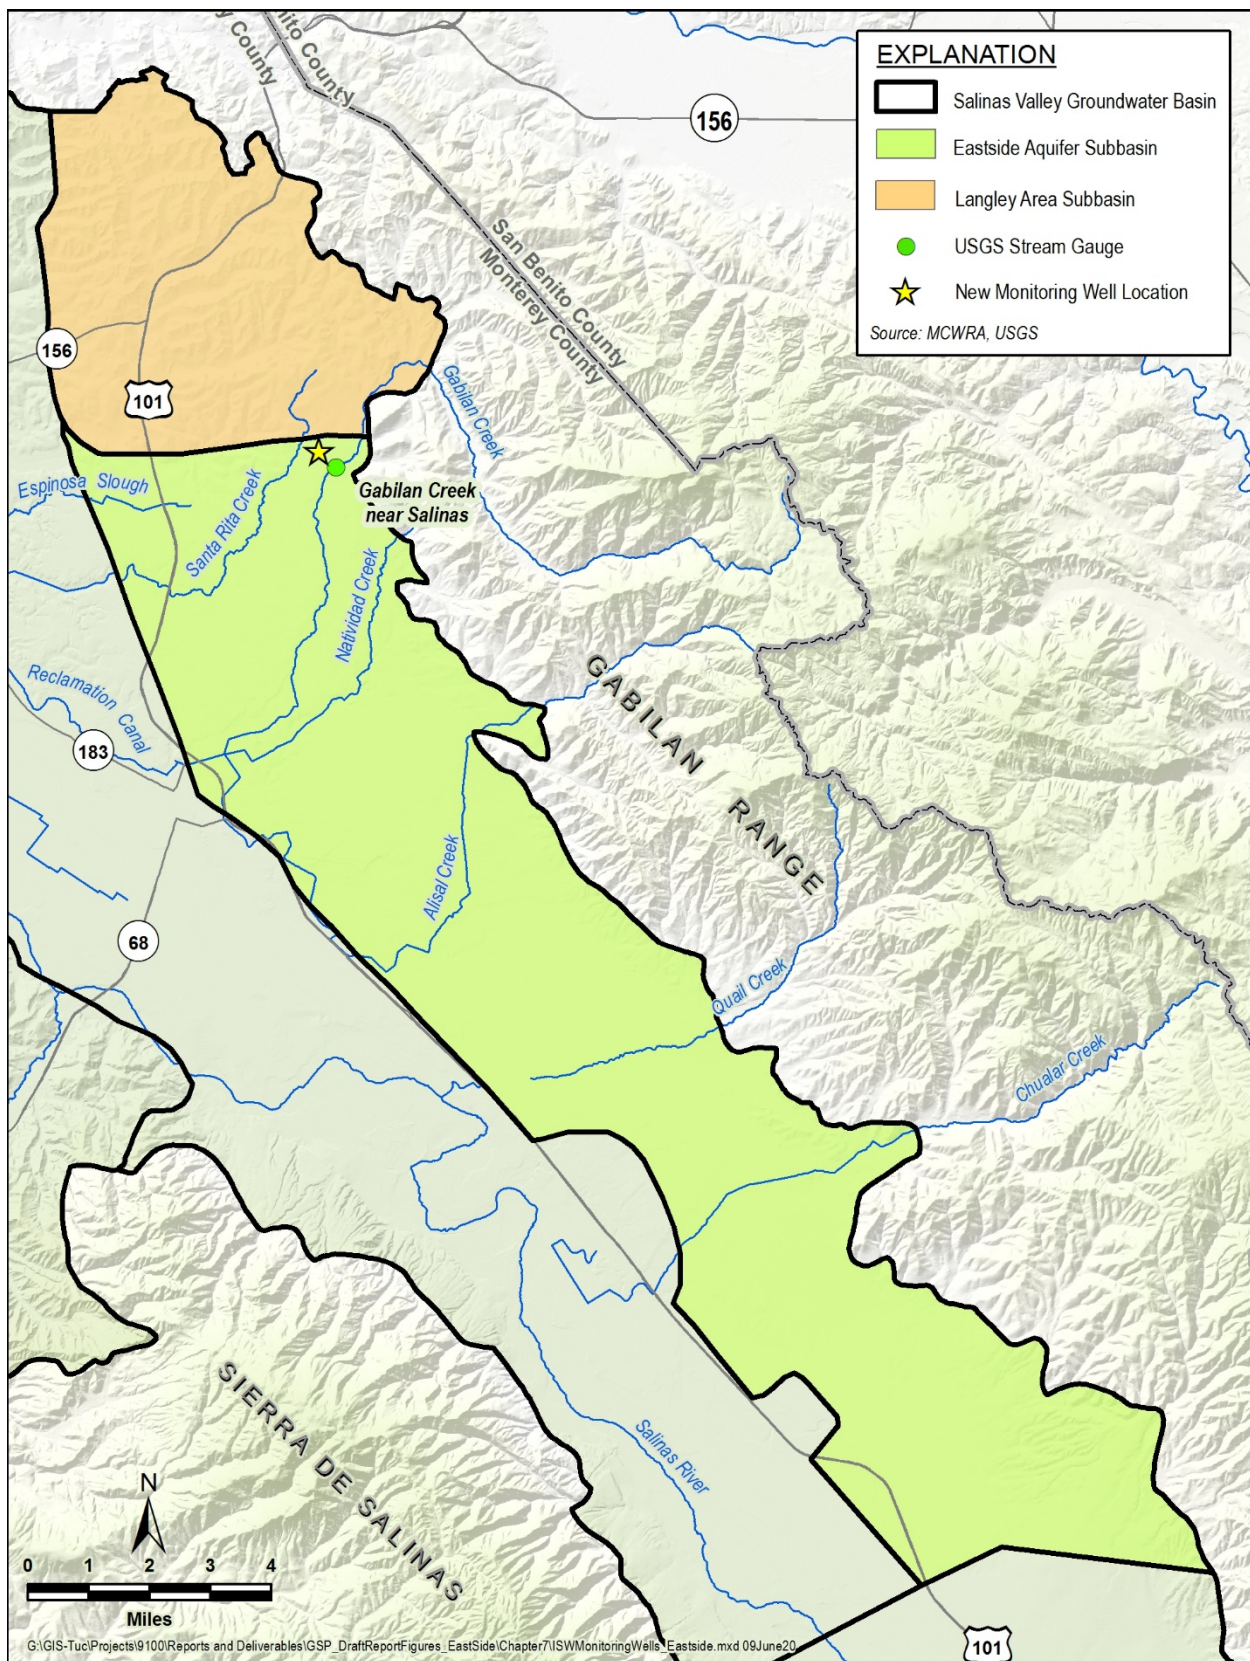 EXPLANATION
Salinas Valley Groundwater Basin
Eastside Aquifer Subbasin
Langley Area Subbasin
USGS Stream Gauge
New Monitoring Well Location
Source: MCWRA, USGS
ito County
y County
156
San Benito County
Monterey County
156
101
Gabilan Creek
Espinosa Slough
Santa Rita Creek
Gabilan Creek
near Salinas
Natividad Creek
Reclamation Canal
183
GABILAN RANGE
Alisal Creek
68
Quail Creek
Chualar Creek
SIERRA DE SALINAS
Salinas River
N
0 1 2 3 4
Miles
101
G:\GIS-Tuc\Projects\9100\Reports and Deliverables\GSP_DraftReportFigures_EastSide\Chapter7\ISWMonitoringWells_Eastside.mxd 09June20